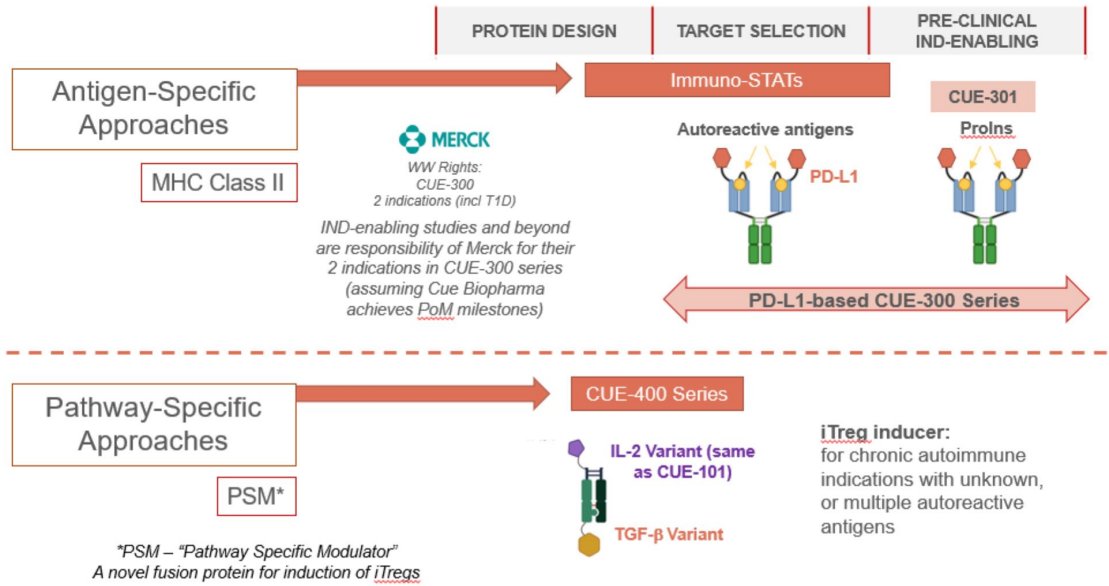 PROTEIN DESIGN
TARGET SELECTION
PRE-CLINICAL
IND-ENABLING
Antigen-Specific
Approaches
MHC Class II
Immuno-STATs
CUE-301
MERCK
WW Rights:
CUE-300
2 indications (incl T1D)
IND-enabling studies and beyond
are responsibility of Merck for their
2 indications in CUE-300 series
(assuming Cue Biopharma
achieves PoM milestones)
Autoreactive antigens
PD-L1
ProIns
PD-L1-based CUE-300 Series
Pathway-Specific
Approaches
PSM*
*PSM – “Pathway Specific Modulator”
A novel fusion protein for induction of iTregs
CUE-400 Series
IL-2 Variant (same
as CUE-101)
TGF-β Variant
iTreg inducer:
for chronic autoimmune
indications with unknown,
or multiple autoreactive
antigens